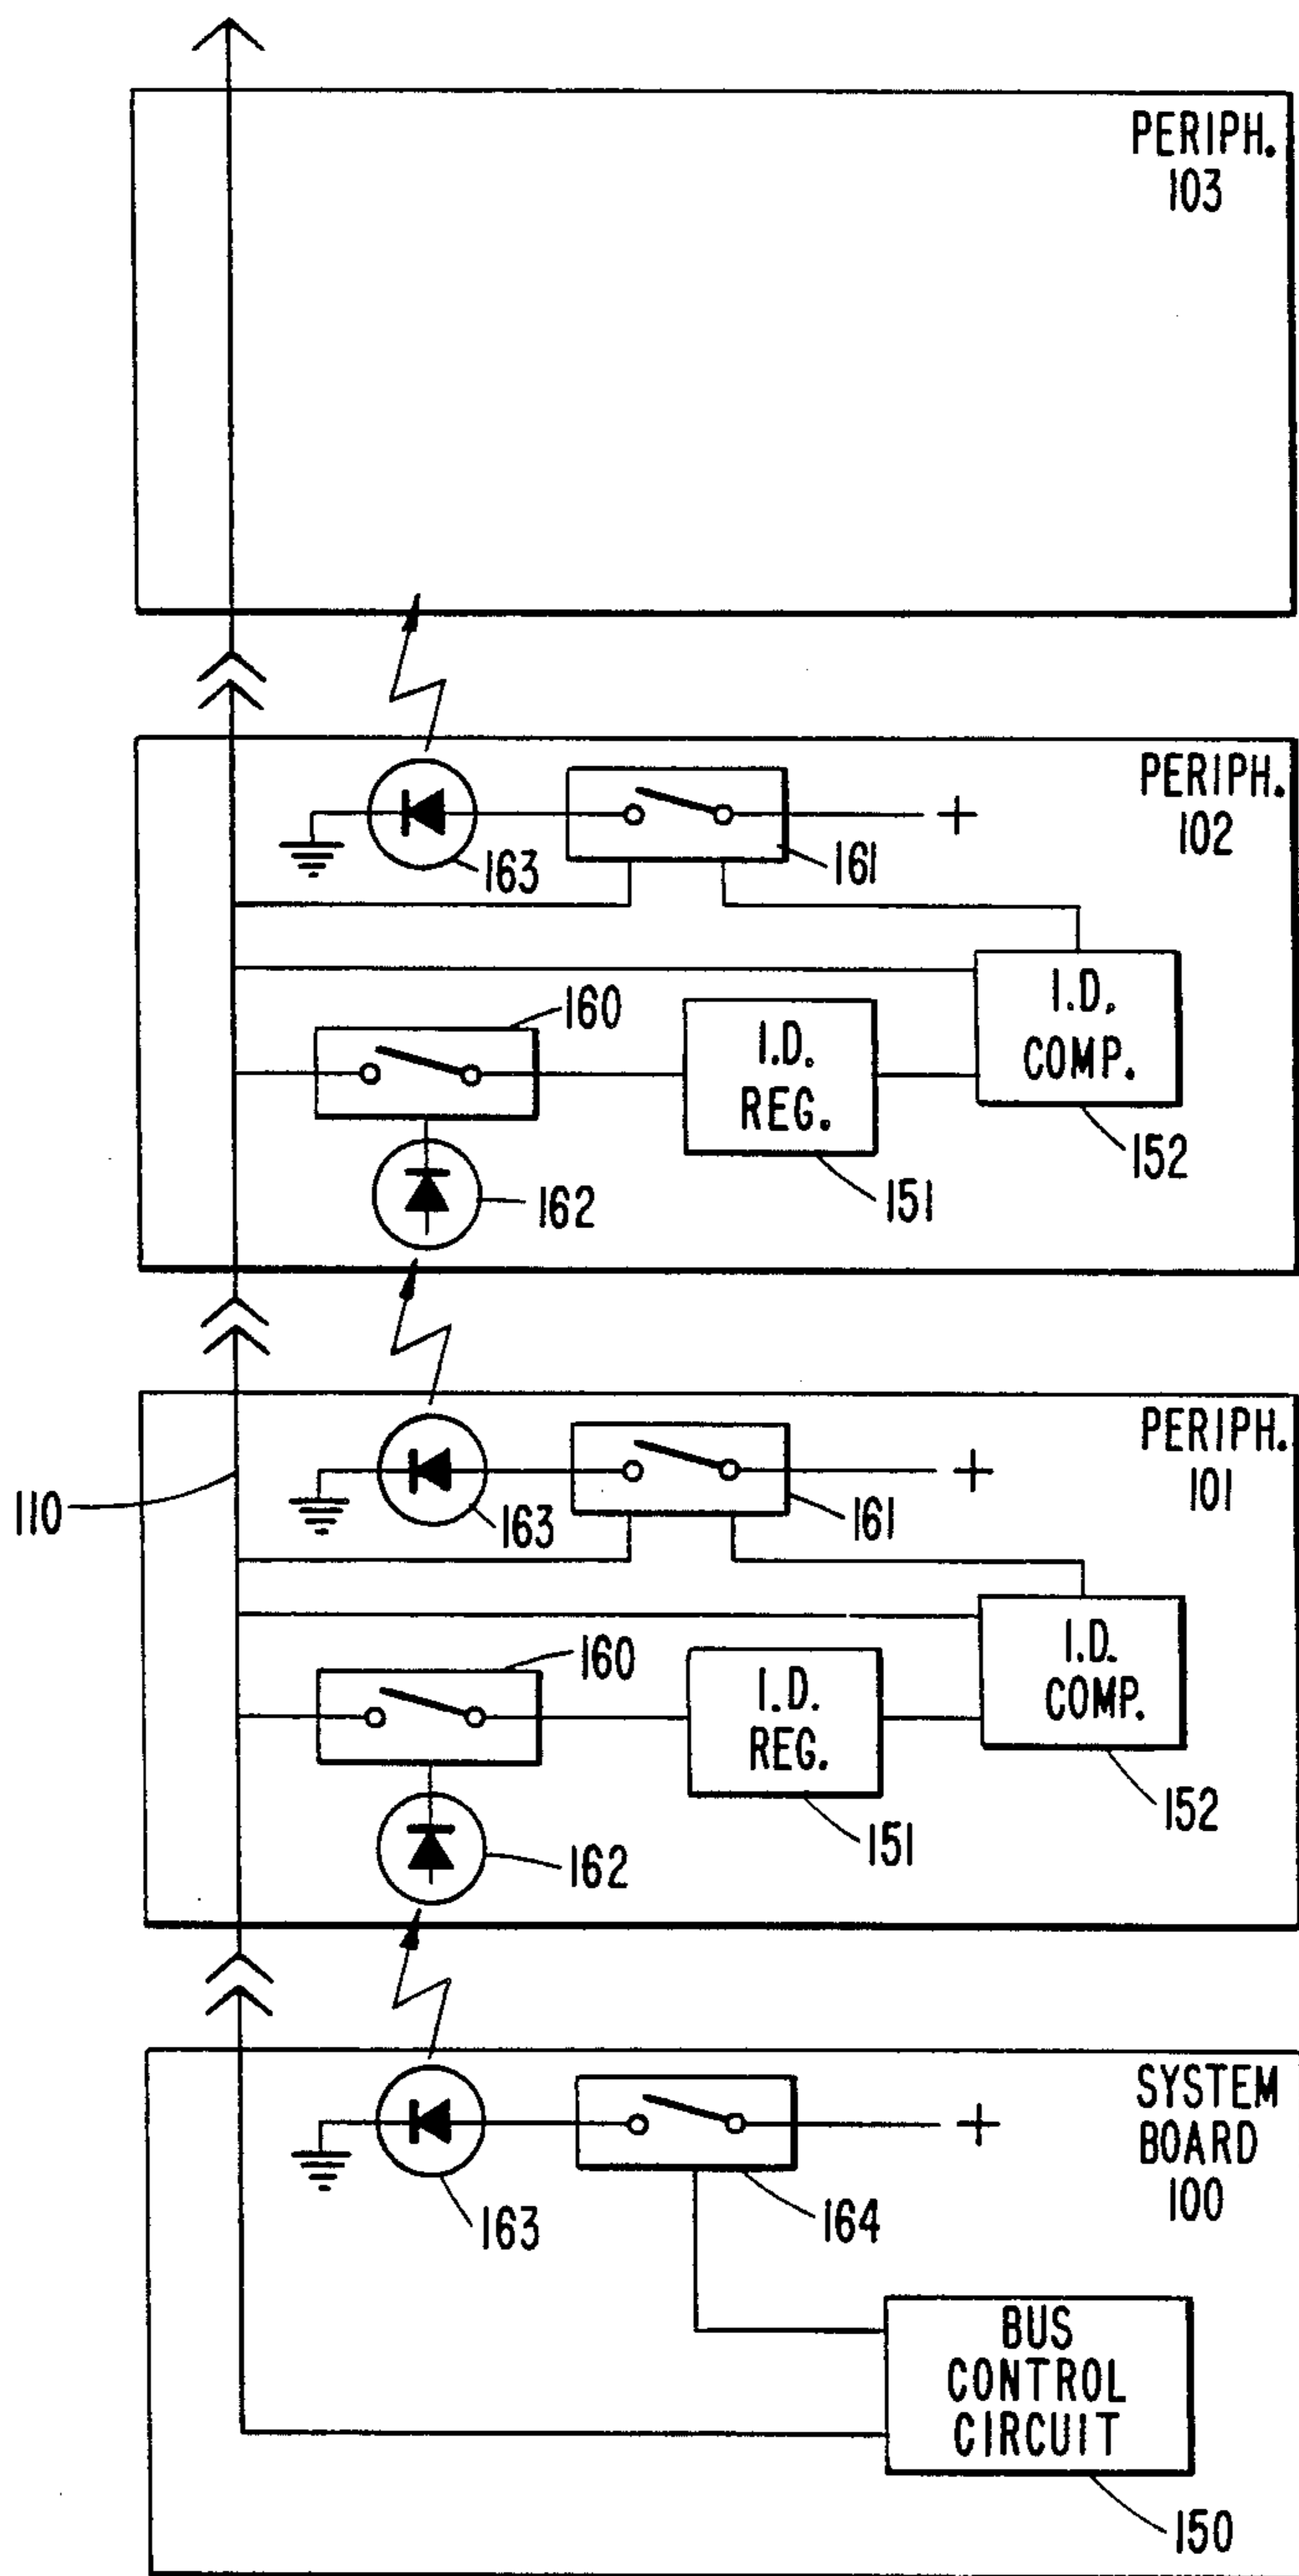 PERIPH.
103
PERIPH.
102
+
163
161
160
I.D.
COMP.
I.D.
REG.
152
151
162
PERIPH.
101
+
110
163
161
160
I.D.
COMP.
I.D.
REG.
152
151
162
SYSTEM
BOARD
100
+
163
164
BUS
CONTROL
CIRCUIT
150